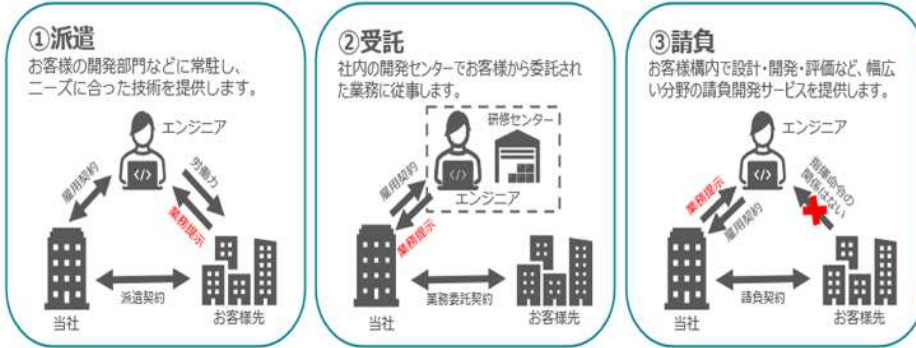 ①派遣
お客様の開発部門などに常駐し、
ニーズに合った技術を提供します。
エンジニア
雇用契約
労働力
業務提示
派遣契約
当社
お客様先
②受託
社内の開発センターでお客様から委託され
た業務に従事します。
研修センター
エンジニア
雇用契約
業務提示
業務委託契約
当社
お客様先
③請負
お客様構内で設計・開発・評価など、幅広
い分野の請負開発サービスを提供します。
エンジニア
業務提示
雇用契約
指揮命令の
関係はない
請負契約
当社
お客様先